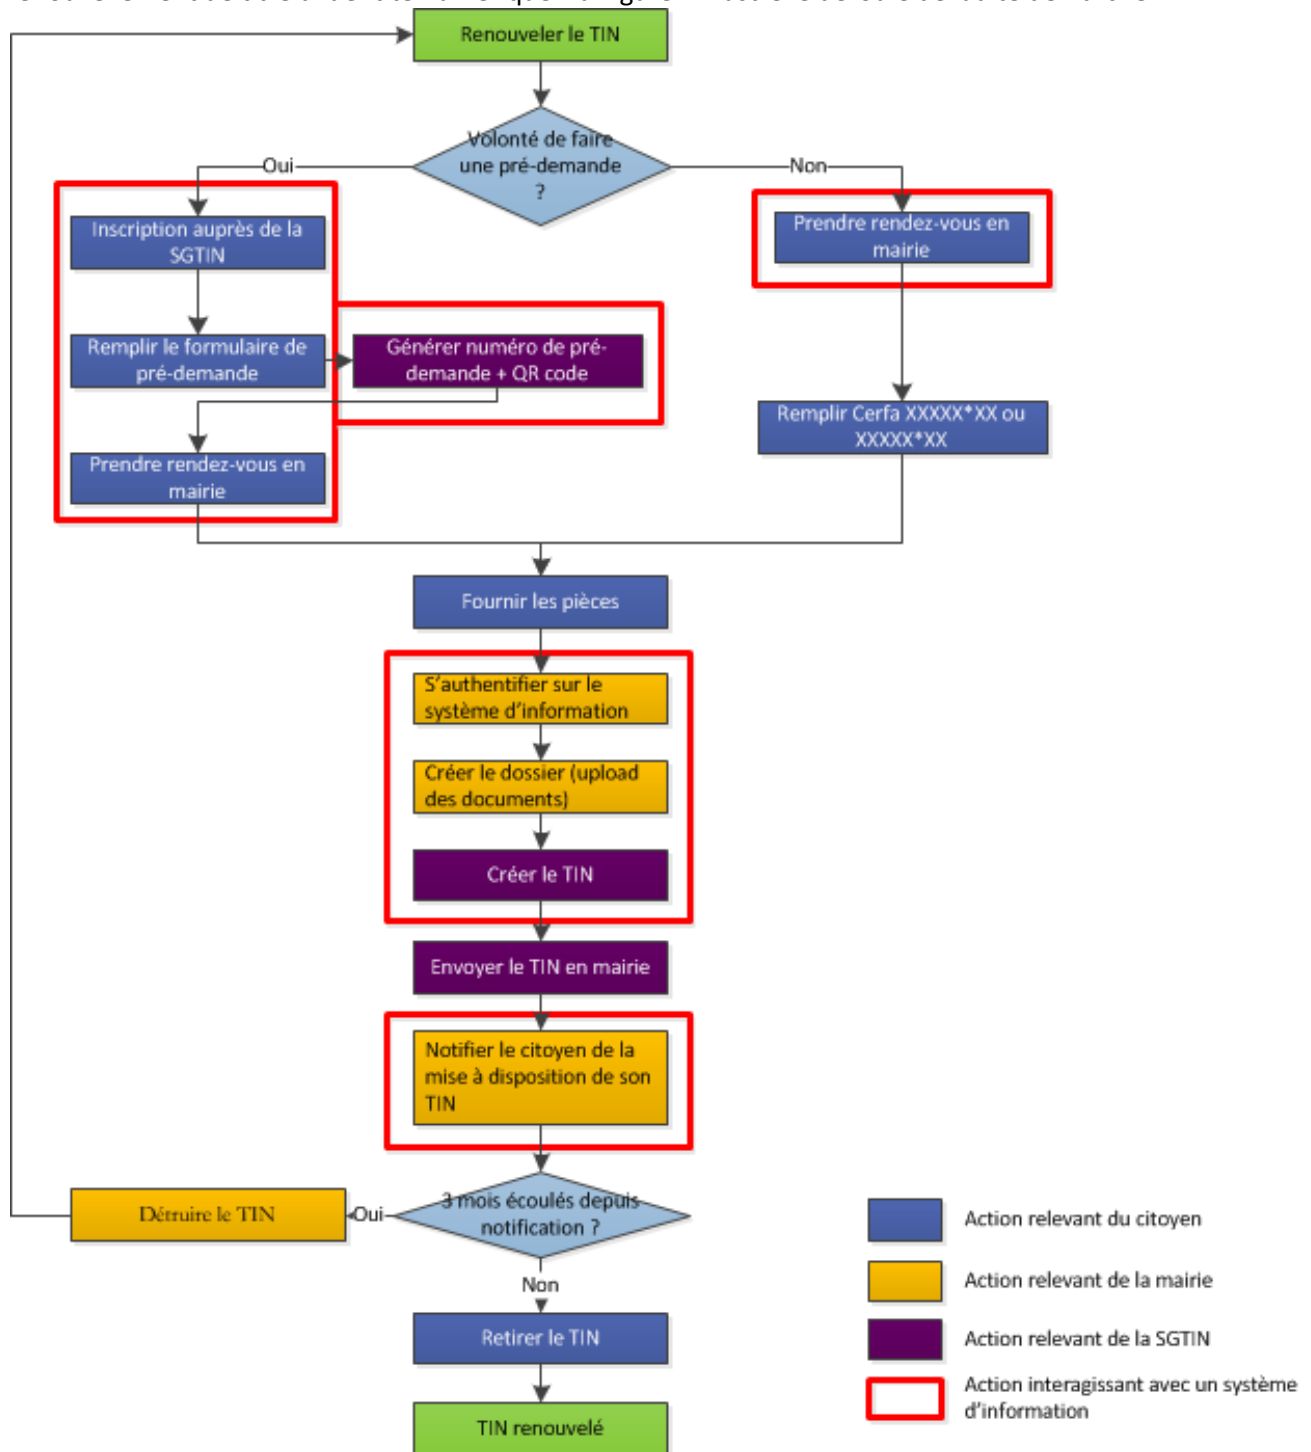 Renouveler le TIN
Volonté de faire
une pré-demande
?
Oui
Non
Inscription auprès de la
SGTIN
Prendre rendez-vous en
mairie
Remplir le formulaire de
pré-demande
Générer numéro de pré-
demande + QR code
Remplir Cerfa XXXXX*XX ou
XXXXX*XX
Prendre rendez-vous en
mairie
Fournir les pièces
S'authentifier sur le
système d'information
Créer le dossier (upload
des documents)
Créer le TIN
Envoyer le TIN en mairie
Notifier le citoyen de la
mise à disposition de son
TIN
3 mois écoulés depuis
notification ?
Oui
Détruire le TIN
Non
Retirer le TIN
TIN renouvelé
Action relevant du citoyen
Action relevant de la mairie
Action relevant de la SGTIN
Action interagissant avec un système
d'information